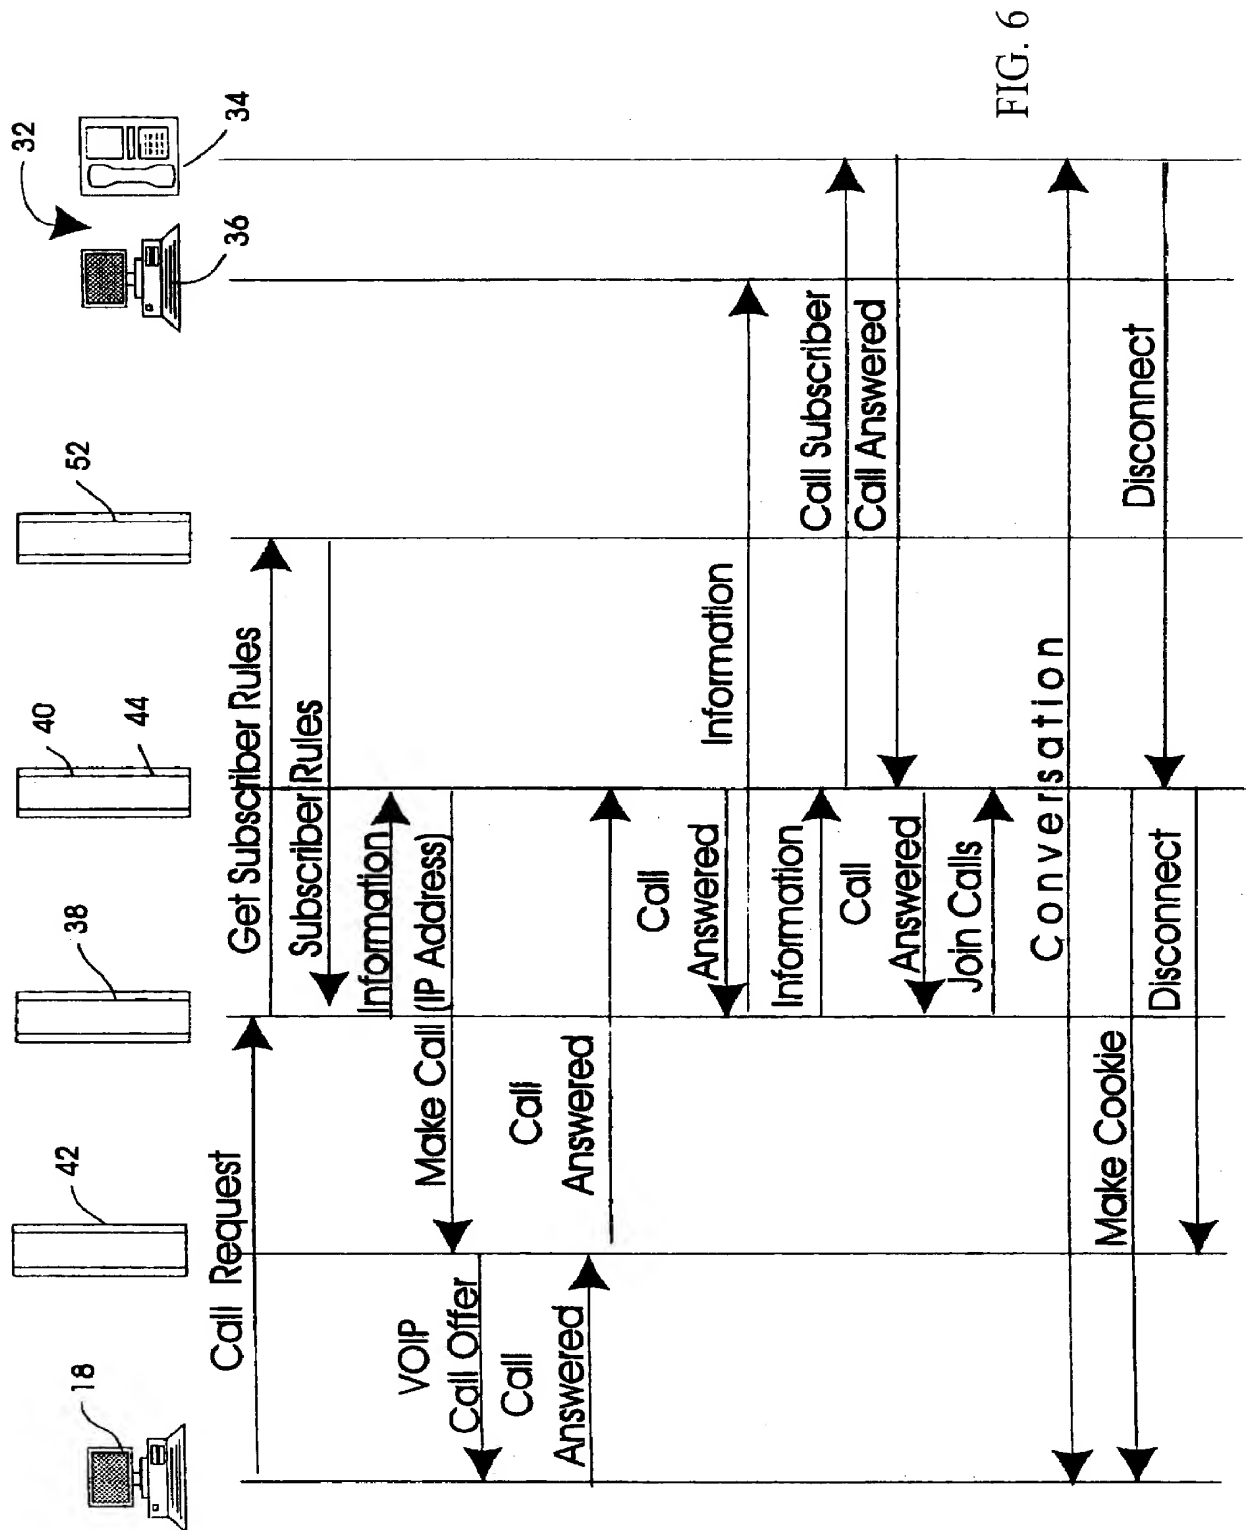 18
42
38
40
44
52
32
36
34
Call Request
Get Subscriber Rules
Subscriber Rules
Information
Make Call (IP Address)
VOIP
Call Offer
Call
Answered
Call
Answered
Call
Answered
Information
Information
Call Subscriber
Call Answered
Call
Answered
Join Calls
Conversation
Make Cookie
Disconnect
Disconnect
FIG. 6